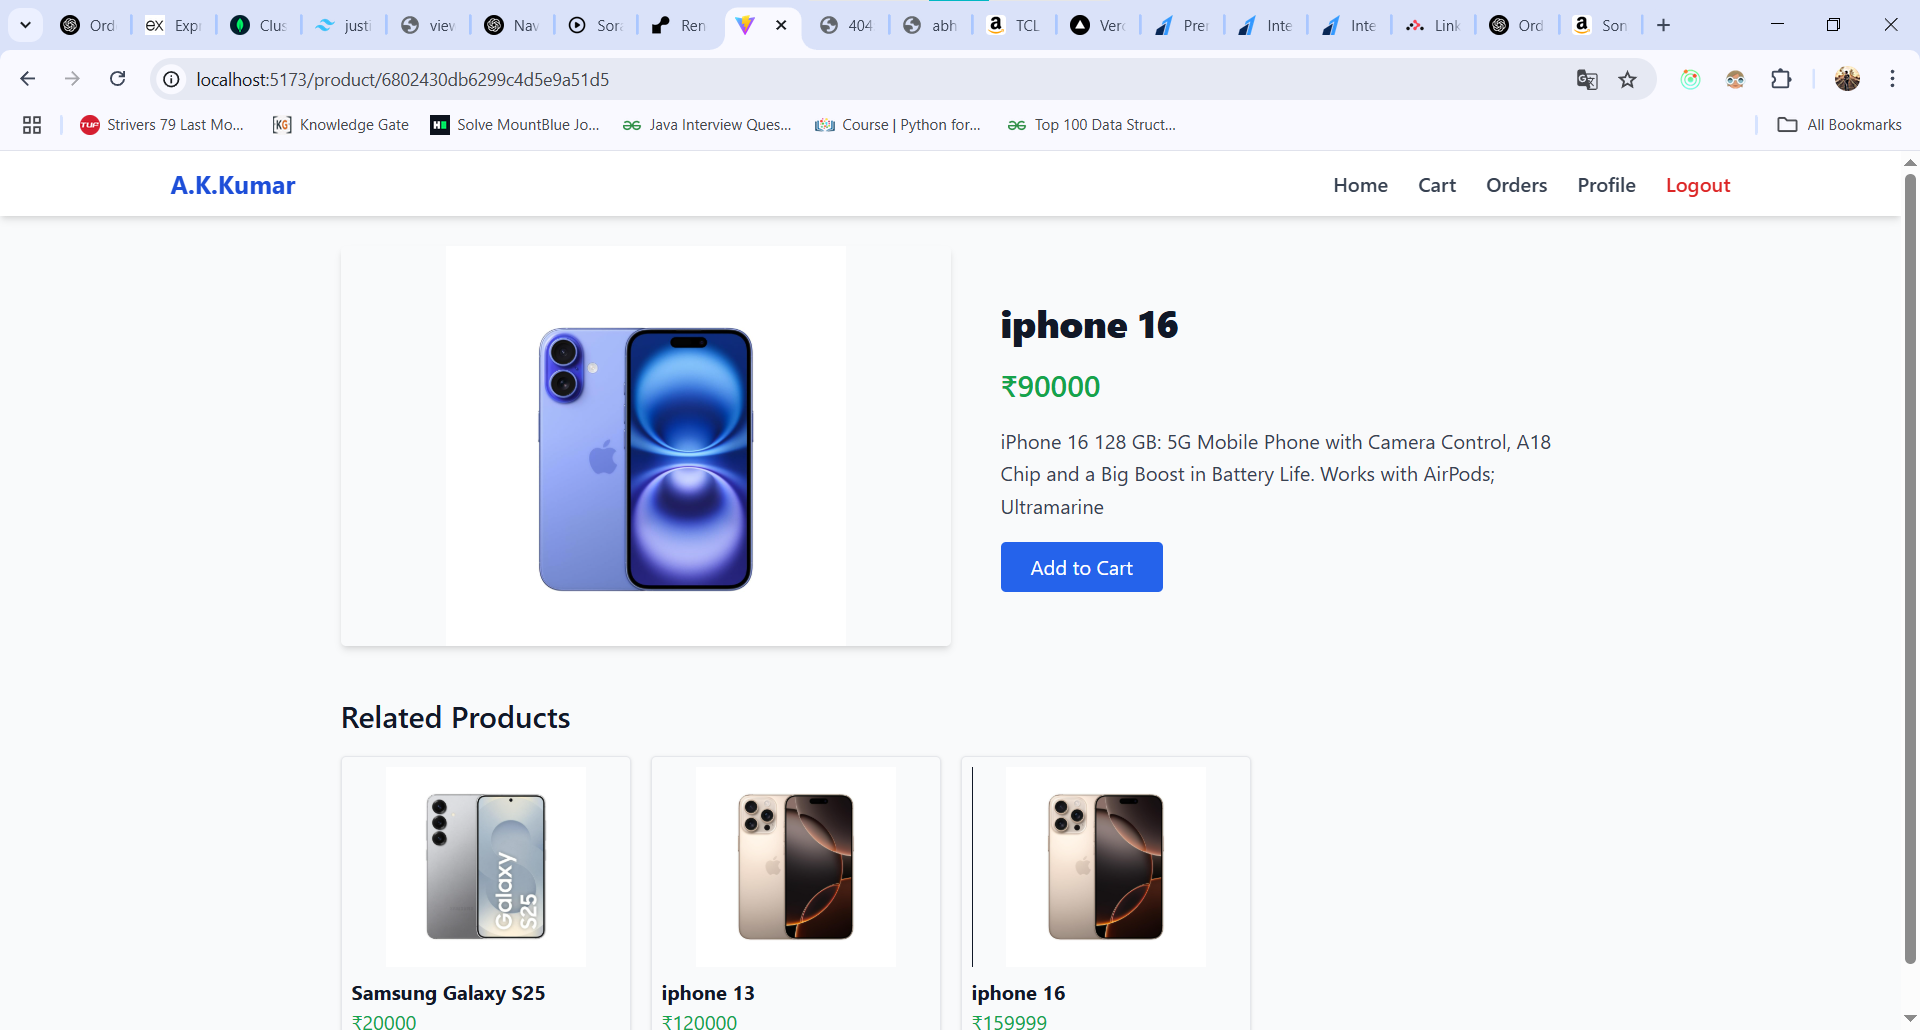 Ord
Expr
Clus
justi
view
Nav
Sora
Ren
404
abh
TCL
Verc
Pre
Inte
Inte
Link
Ord
Son
localhost:5173/product/6802430db6299c4d5e9a51d5
Strivers 79 Last Mo...
Knowledge Gate
Solve MountBlue Jo...
Java Interview Ques...
Course | Python for...
Top 100 Data Struct...
All Bookmarks
A.K.Kumar
Home
Cart
Orders
Profile
Logout
iphone 16
₹90000
iPhone 16 128 GB: 5G Mobile Phone with Camera Control, A18
Chip and a Big Boost in Battery Life. Works with AirPods;
Ultramarine
Add to Cart
Related Products
Galaxy
S25
Samsung Galaxy S25
₹20000
iphone 13
₹120000
iphone 16
₹159999